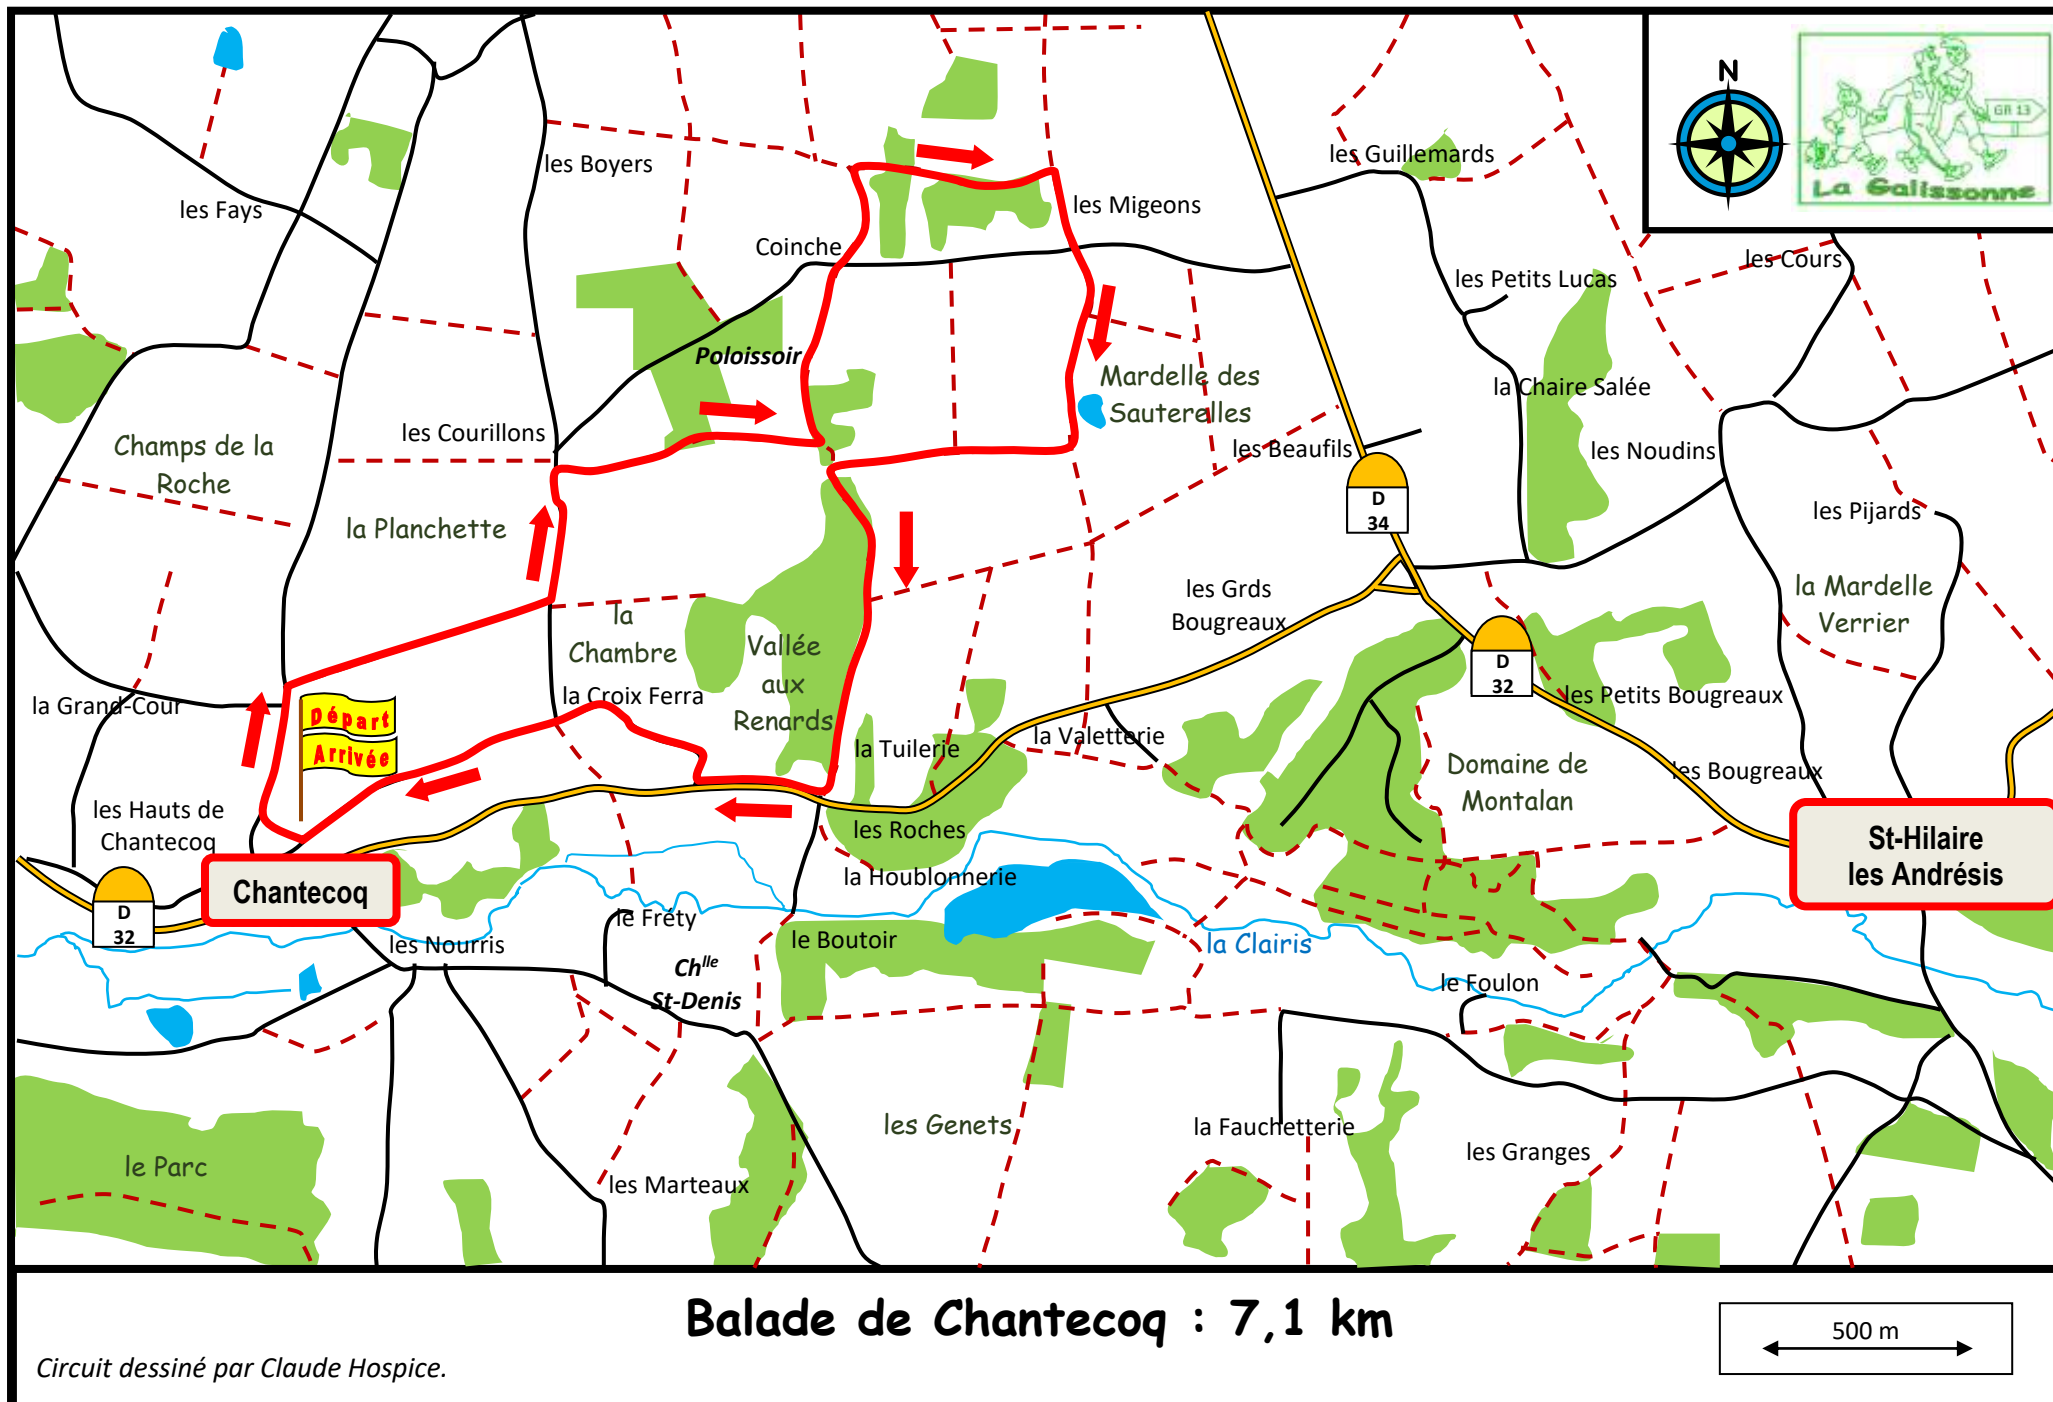 N
GR 13
La Galissonne
les Guillemards
les Boyers
les Fays
les Migeons
Coinche
les Cours
les Petits Lucas
Poloissoir
Mardelle des
Sauterelles
la Chaire Salée
les Courillons
Champs de la
Roche
les Beaufils
les Noudins
D
34
la Planchette
les Pijards
les Grds
Bougreaux
la Mardelle
Verrier
la
Chambre
Vallée
aux
Renards
D
32
la Croix Ferra
les Petits Bougreaux
la Grand-Cour
Départ
Arrivée
la Tuilerie
la Valetterie
Domaine de
Montalan
les Bougreaux
les Hauts de
Chantecoq
les Roches
St-Hilaire
les Andrésis
Chantecoq
la Houblonnerie
D
32
le Fréty
les Nourris
le Boutoir
la Clairis
Chlle
St-Denis
le Foulon
les Genets
la Fauchetterie
les Granges
le Parc
les Marteaux
Balade de Chantecoq : 7,1 km
500 m
Circuit dessiné par Claude Hospice.